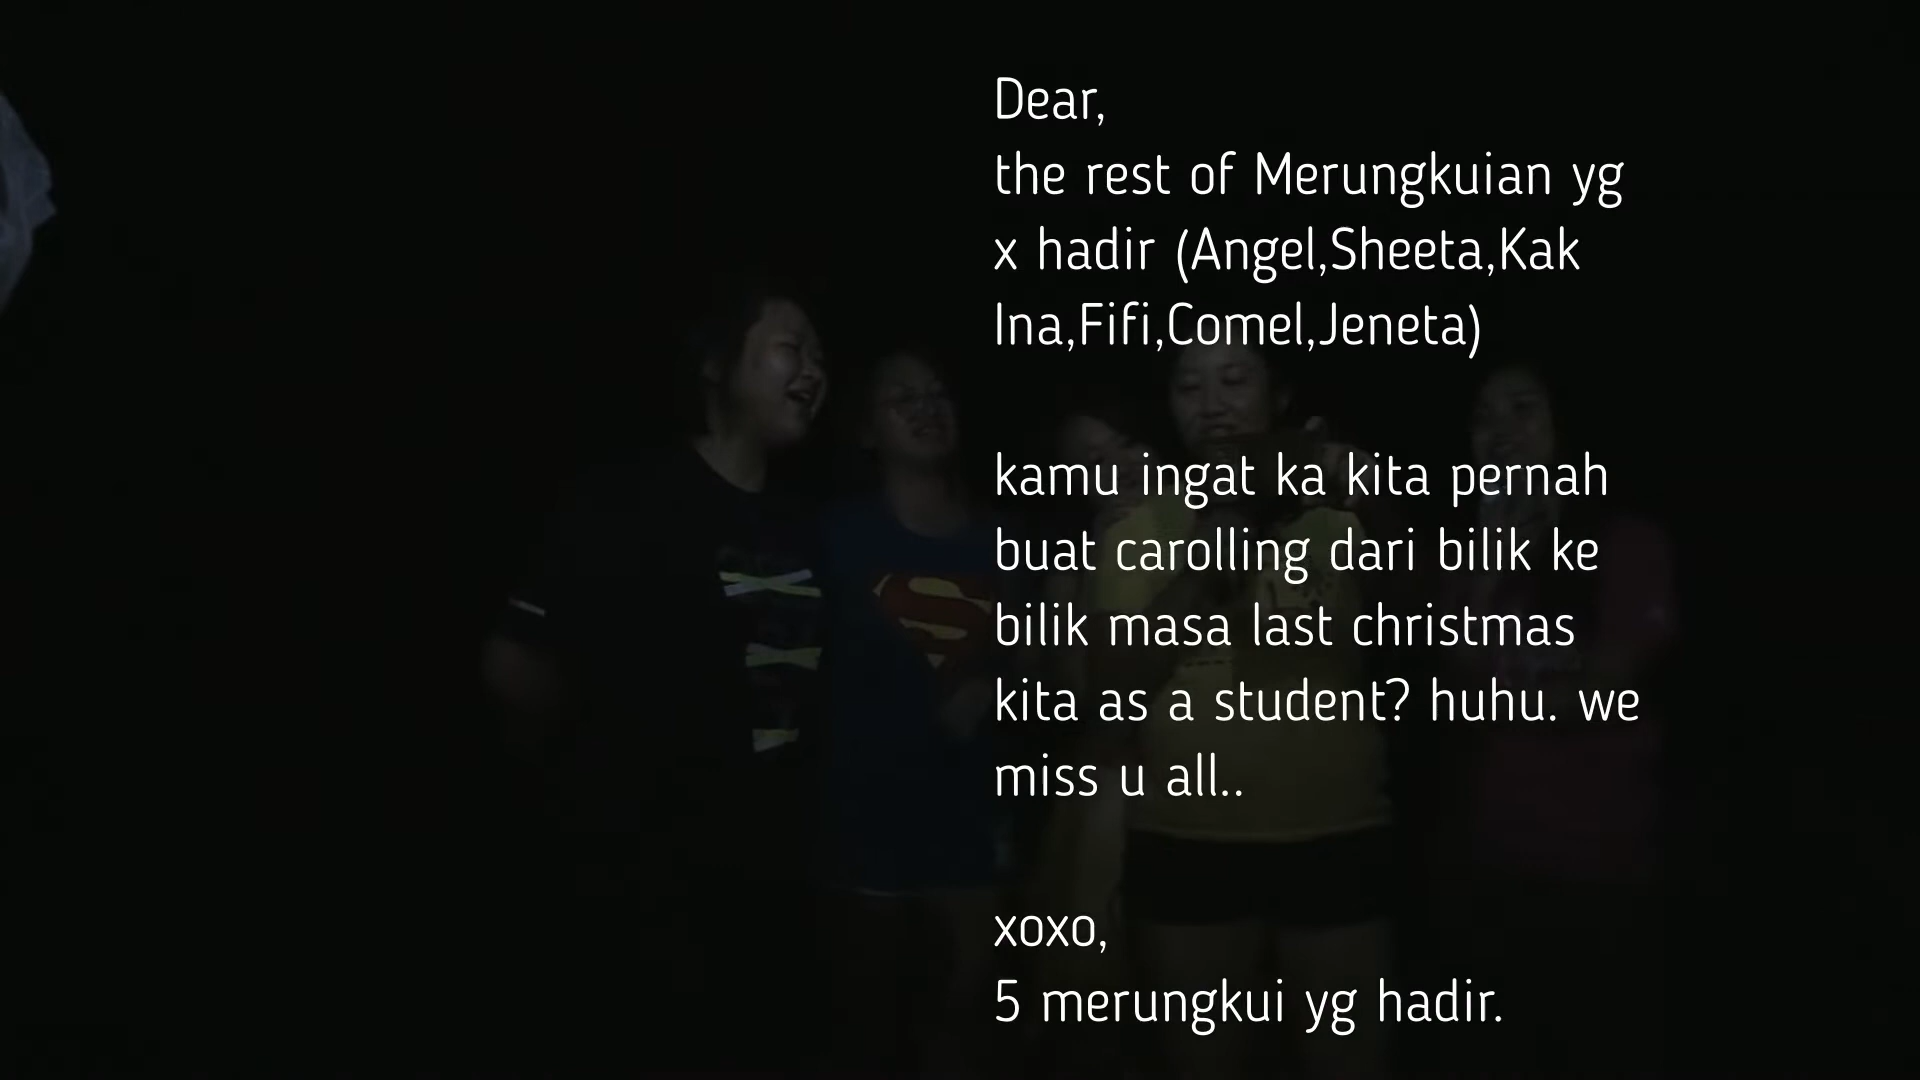 Dear,
the rest of Merungkuian yg
x hadir (Angel,Sheeta,Kak
Ina,Fifi,Comel,Jeneta)
kamu ingat ka kita pernah
buat carolling dari bilik ke
bilik masa last christmas
kita as a student? huhu. we
miss u all..
xoxo,
5 merungkui yg hadir.